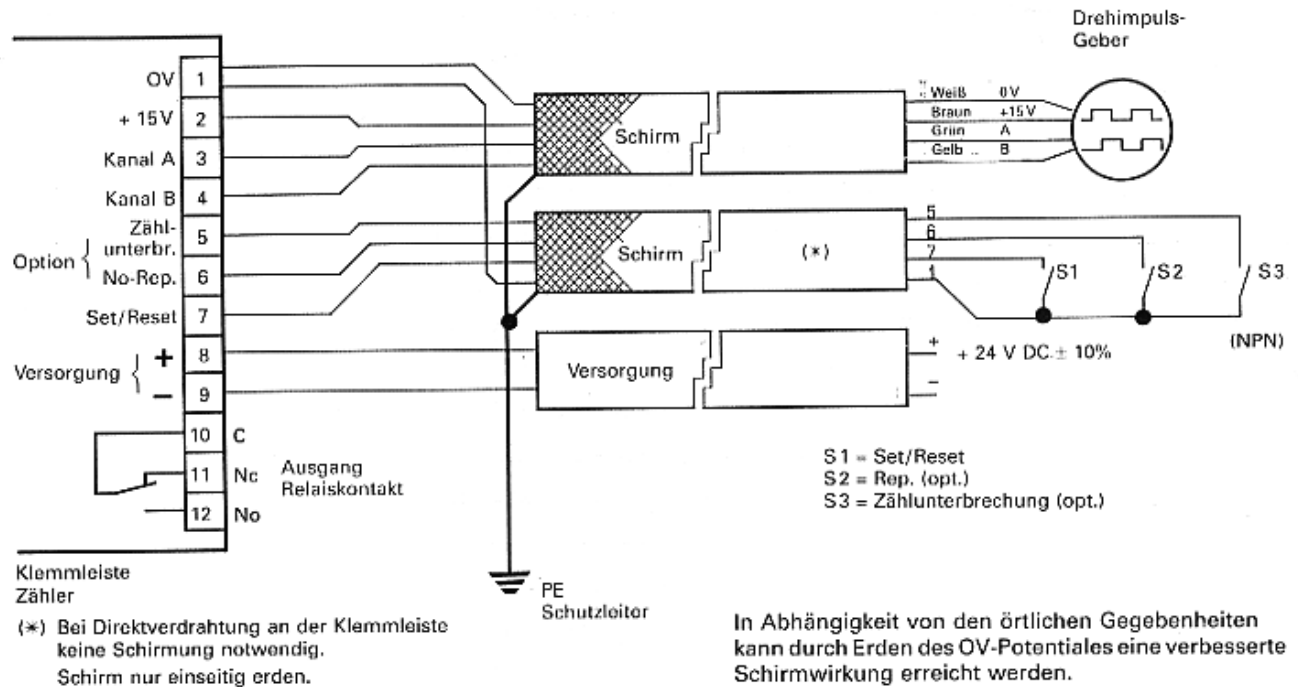 Drehimpuls-
Geber
OV 1
+ 15V 2
Kanal A 3
Kanal B 4
Zähl-
unterbr. 5
Option {
No-Rep. 6
Set/Reset 7
Versorgung { + 8
− 9
10 C
11 Nc
12 No
Ausgang
Relaiskontakt
Schirm
Weiß 0V
Braun +15V
Grün A
Gelb .. B
Schirm (*)
5
6
7
1
S1
S2
S3
(NPN)
Versorgung
+
−
+ 24 V DC ± 10%
S1 = Set/Reset
S2 = Rep. (opt.)
S3 = Zählunterbrechung (opt.)
Klemmleiste
Zähler
PE
Schutzleiter
(*) Bei Direktverdrahtung an der Klemmleiste
keine Schirmung notwendig.
Schirm nur einseitig erden.
In Abhängigkeit von den örtlichen Gegebenheiten
kann durch Erden des OV-Potentiales eine verbesserte
Schirmwirkung erreicht werden.